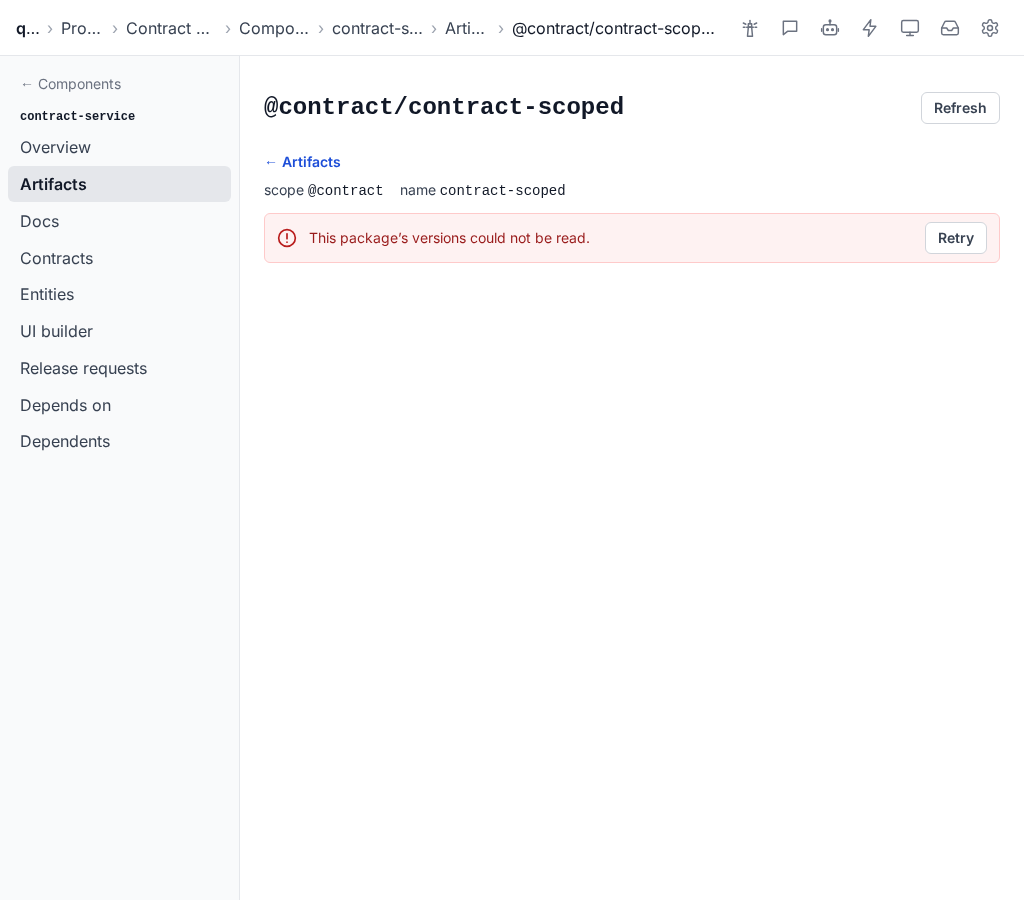 q... › Pro... › Contract ... › Compo... › contract-s... › Arti... › @contract/contract-scop...
← Components
contract-service
Overview
Artifacts
Docs
Contracts
Entities
UI builder
Release requests
Depends on
Dependents
@contract/contract-scoped
Refresh
← Artifacts
scope @contract name contract-scoped
This package’s versions could not be read.
Retry